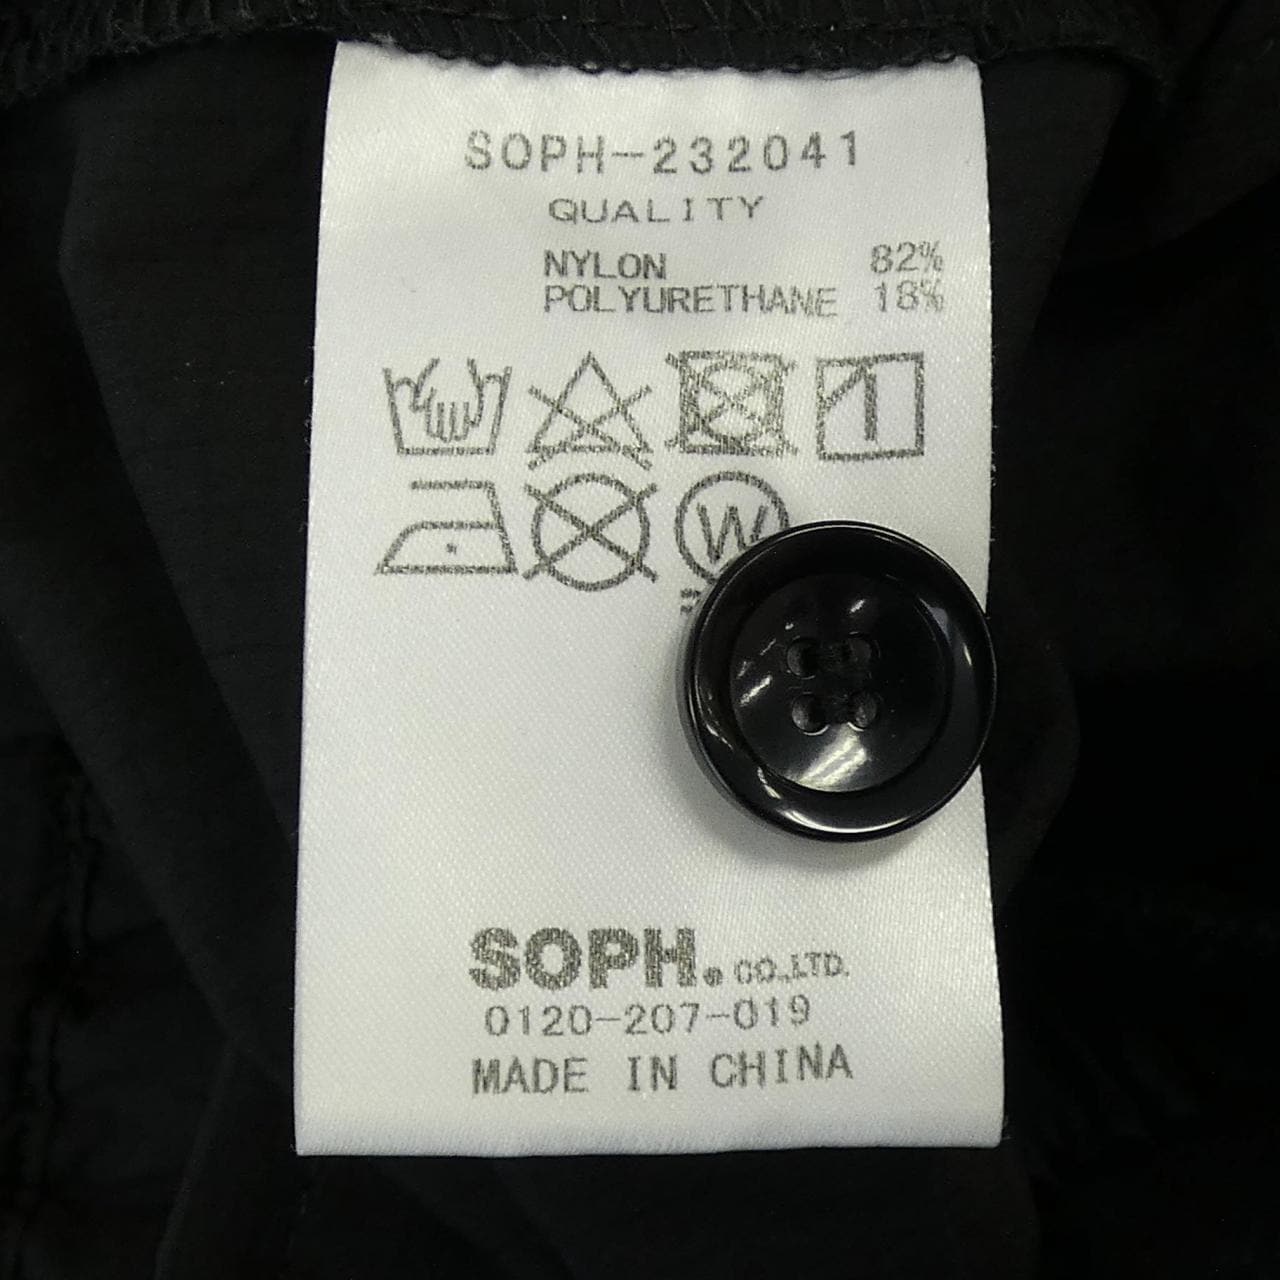 SOPH-232041
QUALITY
NYLON 82%
POLYURETHANE 18%
W
SOPH. CO.,LTD.
0120-207-019
MADE IN CHINA